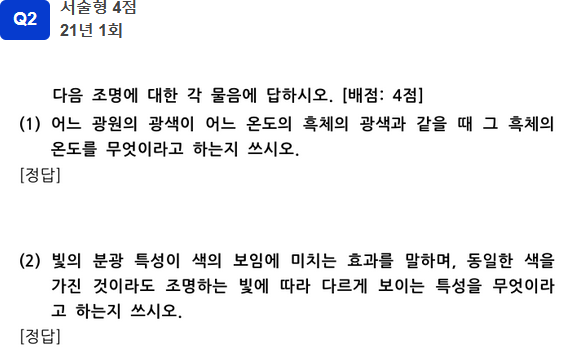 Q2
서술형 4점
21년 1회
다음 조명에 대한 각 물음에 답하시오. [배점: 4점]
(1) 어느 광원의 광색이 어느 온도의 흑체의 광색과 같을 때 그 흑체의
온도를 무엇이라고 하는지 쓰시오.
[정답]
(2) 빛의 분광 특성이 색의 보임에 미치는 효과를 말하며, 동일한 색을
가진 것이라도 조명하는 빛에 따라 다르게 보이는 특성을 무엇이라
고 하는지 쓰시오.
[정답]